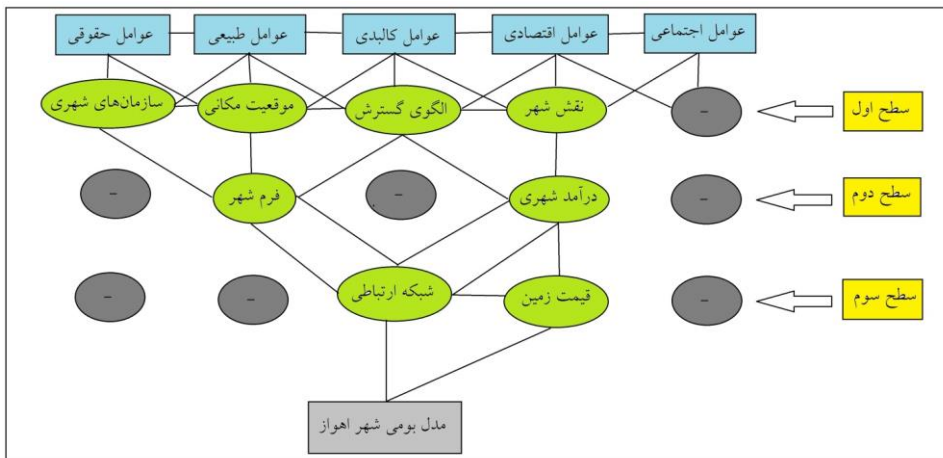 عوامل اجتماعی
عوامل اقتصادی
عوامل کالبدی
عوامل طبیعی
عوامل حقوقی
سطح اول
-
نقش شهر
الگوی گسترش
موقعیت مکانی
سازمان‌های شهری
سطح دوم
-
درآمد شهری
-
فرم شهر
-
سطح سوم
-
قیمت زمین
شبکه ارتباطی
-
-
مدل بومی شهر اهواز